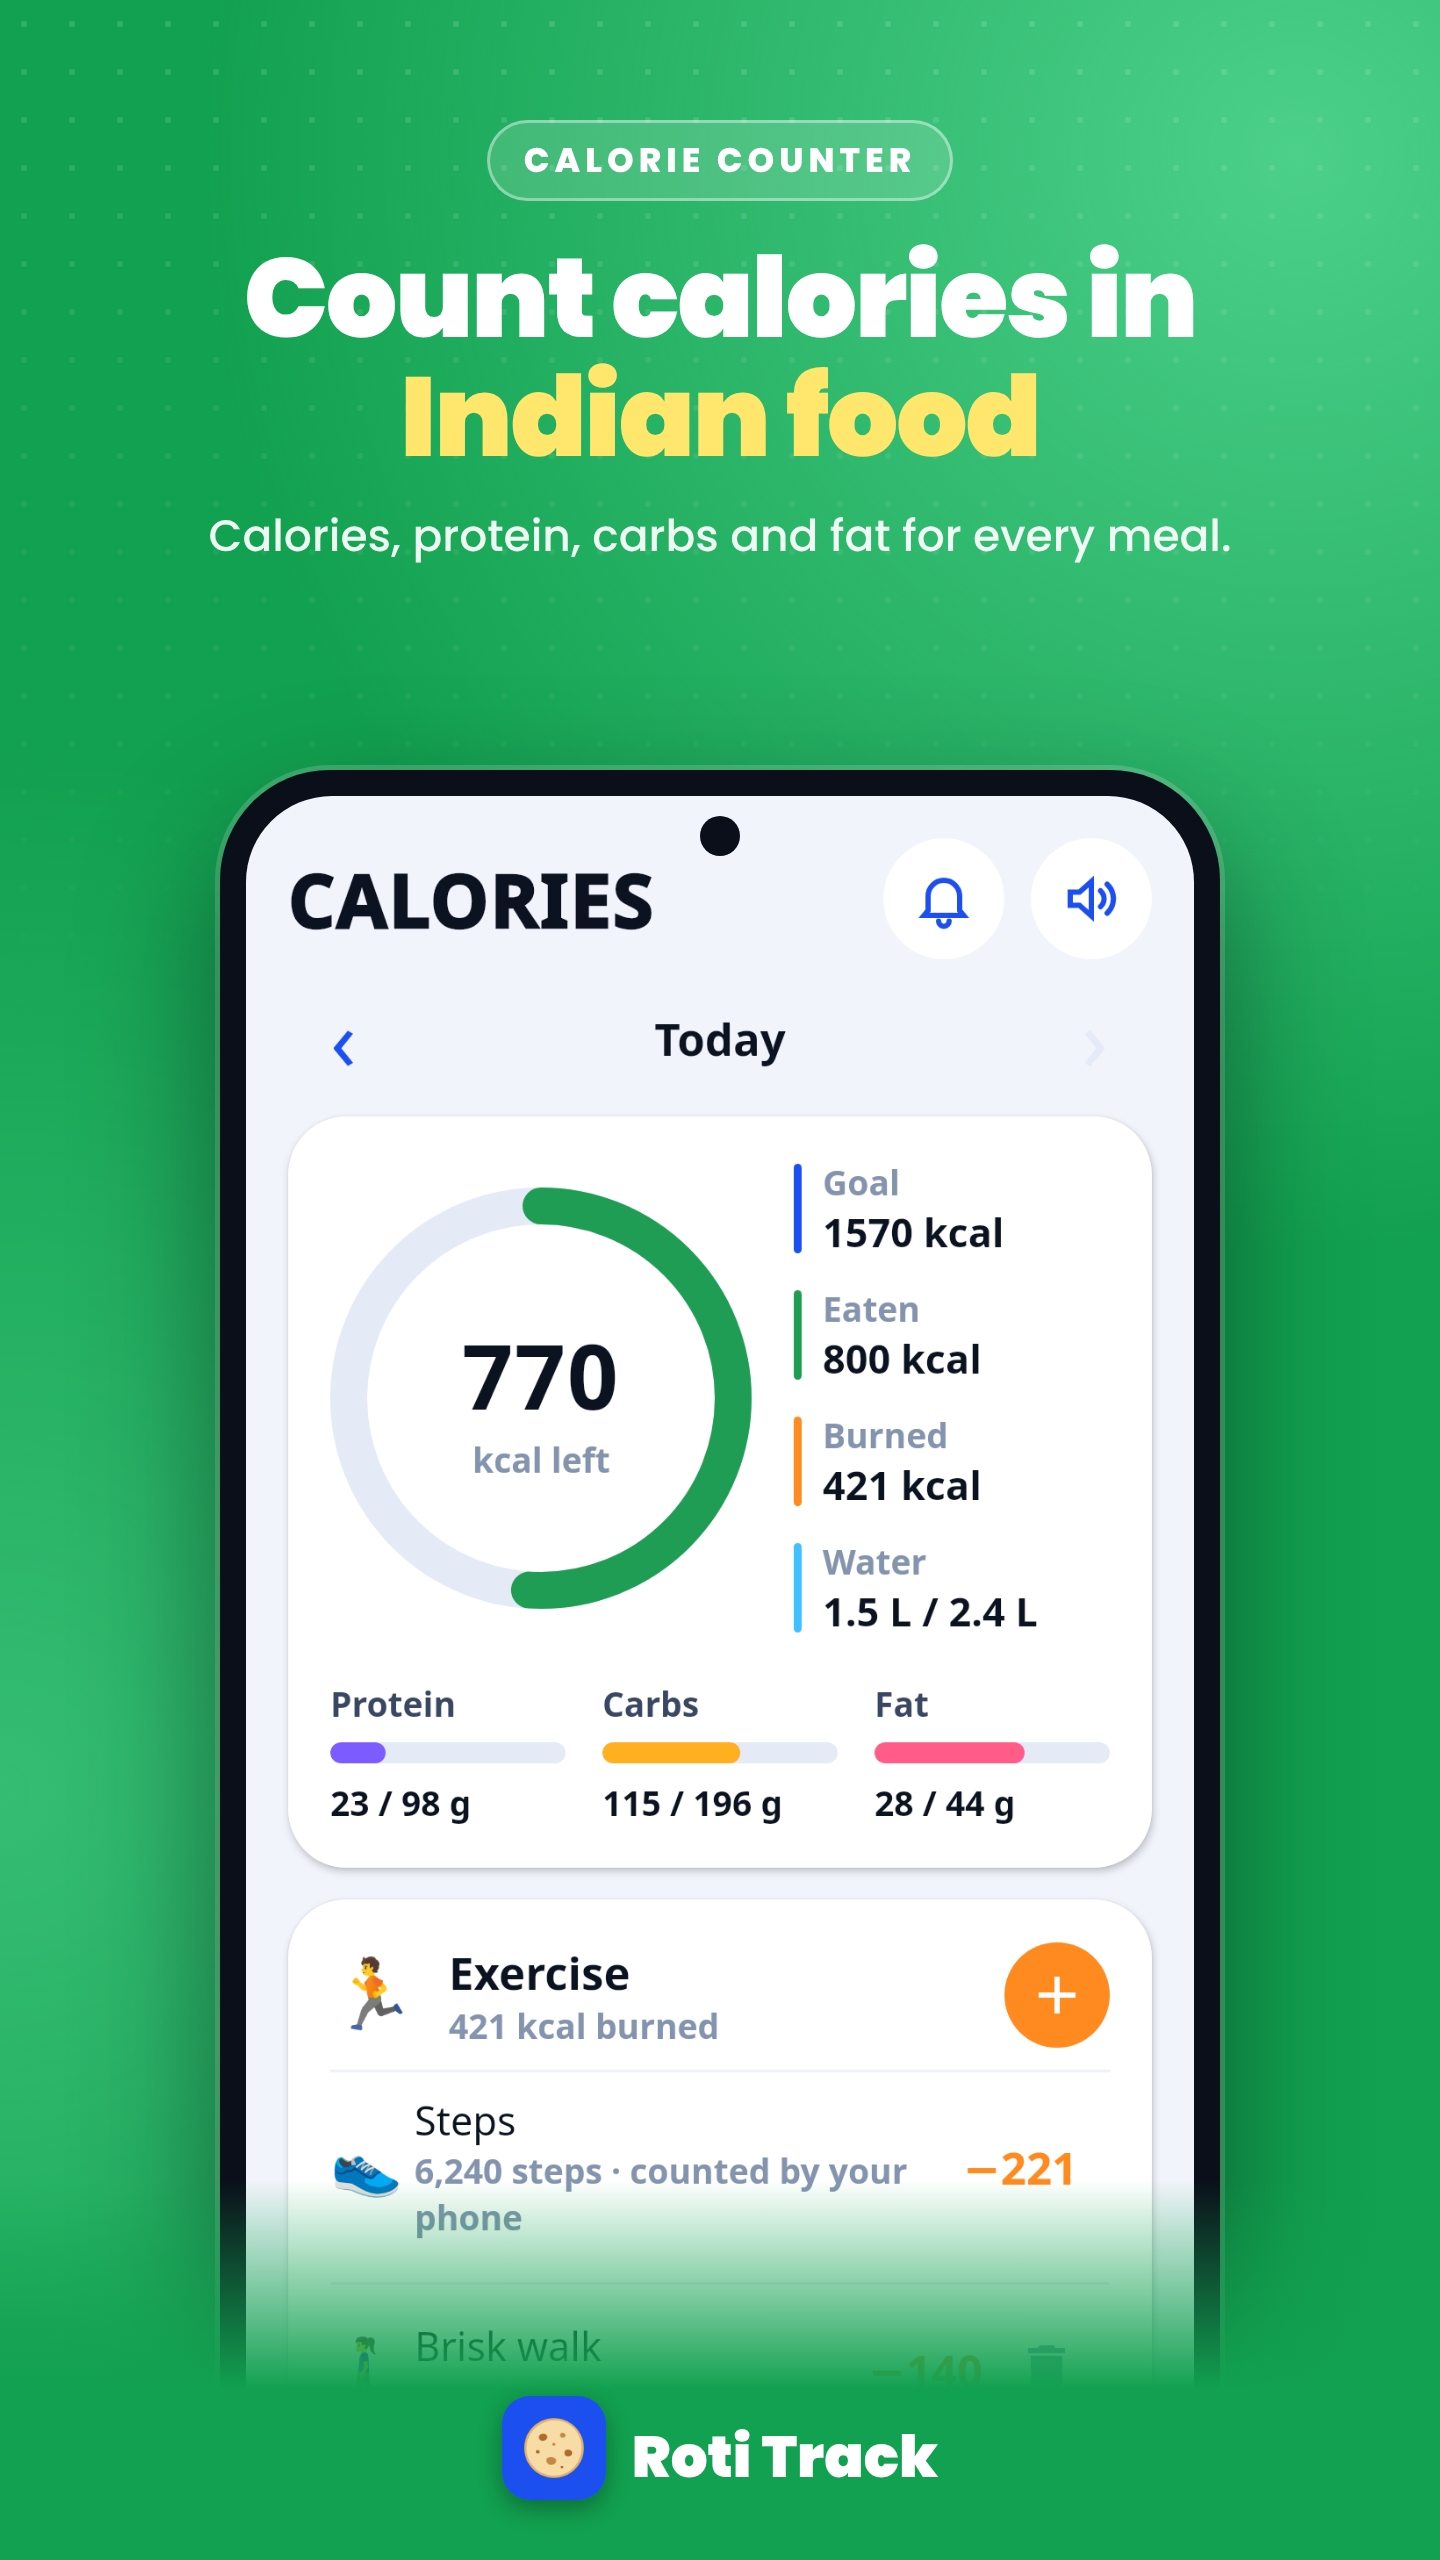 CALORIE COUNTER
Count calories in
Indian food
Calories, protein, carbs and fat for every meal.
CALORIES
Today
Goal
1570 kcal
Eaten
800 kcal
770
kcal left
Burned
421 kcal
Water
1.5 L / 2.4 L
Protein
Carbs
Fat
23 / 98 g
115 / 196 g
28 / 44 g
Exercise
421 kcal burned
Steps
6,240 steps · counted by your
phone
−221
Brisk walk
−140
Roti Track